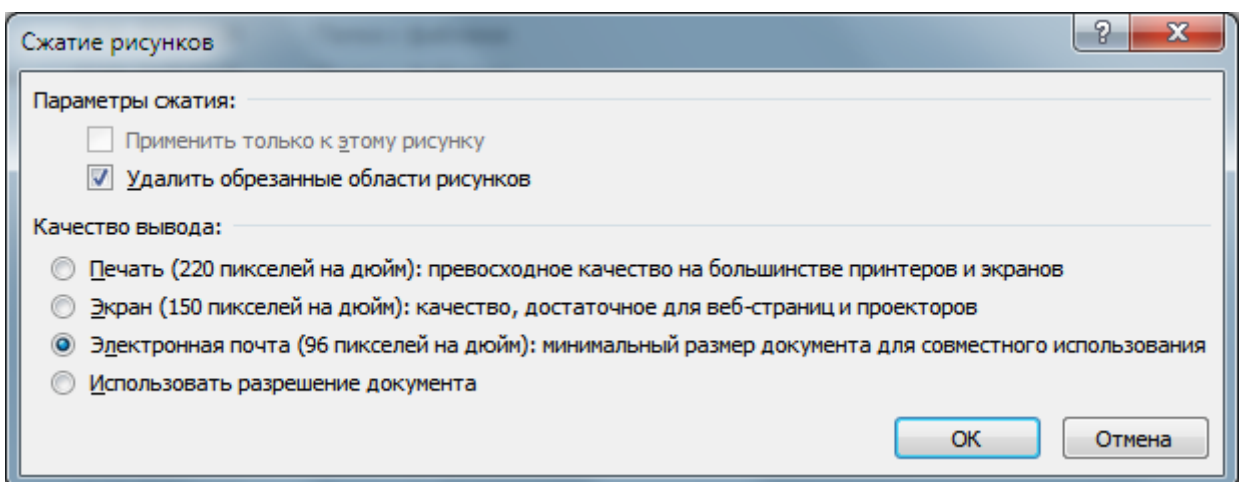 Сжатие рисунков
Параметры сжатия:
Применить только к этому рисунку
Удалить обрезанные области рисунков
Качество вывода:
Печать (220 пикселей на дюйм): превосходное качество на большинстве принтеров и экранов
Экран (150 пикселей на дюйм): качество, достаточное для веб-страниц и проекторов
Электронная почта (96 пикселей на дюйм): минимальный размер документа для совместного использования
Использовать разрешение документа
ОК Отмена